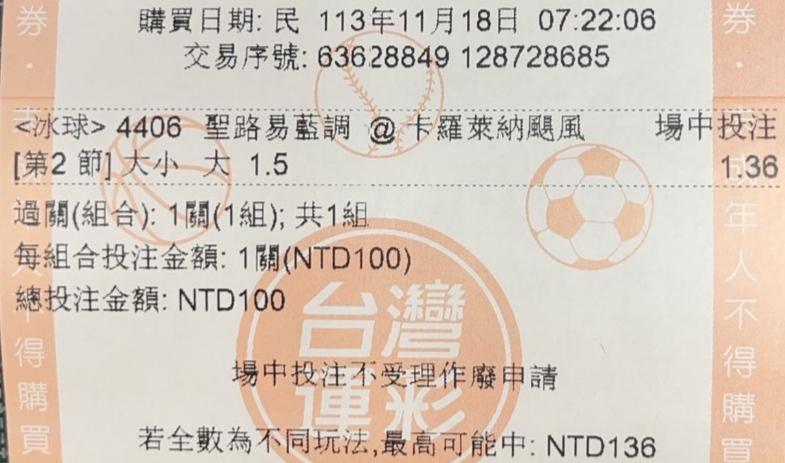 購買日期: 民 113年11月18日 07:22:06
交易序號: 63628849 128728685
<冰球> 4406 聖路易藍調 @ 卡羅萊納颶風 場中投注
[第2 節] 大小 大 1.5 1.36
過關(組合): 1關(1組); 共1組
每組合投注金額: 1關(NTD100)
總投注金額: NTD100
台灣
運彩
場中投注不受理作廢申請
若全數為不同玩法,最高可能中: NTD136
券・
不得購買
券・
成年人不得購買